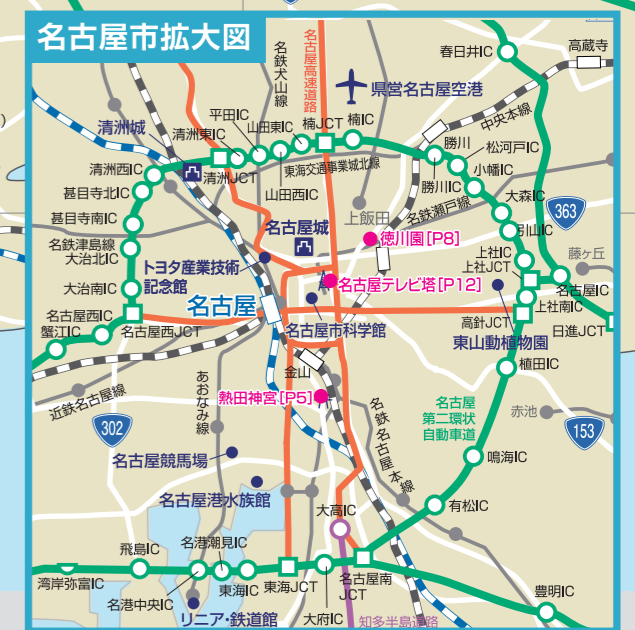 名古屋市拡大図
春日井IC
高蔵寺
名鉄犬山線
名古屋高速道路
県営名古屋空港
中央本線
清洲城
清洲東IC
平田IC
山田東IC
楠JCT
楠IC
勝川
松河戸IC
清洲西IC
清洲JCT
東海交通事業城北線
小幡IC
甚目寺北IC
山田西IC
勝川IC
大森IC
363
甚目寺南IC
上飯田
名鉄瀬戸線
引山IC
名鉄津島線
大治北IC
名古屋城
徳川園[P8]
上社IC
上社JCT
藤ヶ丘
トヨタ産業技術
記念館
大治南IC
名古屋テレビ塔[P12]
名古屋IC
上社南IC
名古屋西IC
名古屋
名古屋市科学館
高針JCT
日進JCT
蟹江IC
名古屋西JCT
東山動植物園
金山
植田IC
近鉄名古屋線
あおなみ線
熱田神宮[P5]
名鉄名古屋本線
名古屋
第二環状
自動車道
赤池
302
153
名古屋競馬場
鳴海IC
名古屋港水族館
大高IC
有松IC
飛島IC
名港潮見IC
湾岸弥富IC
名港中央IC
東海IC
東海JCT
名古屋南
JCT
豊明IC
リニア・鉄道館
大府IC
知多半島道路